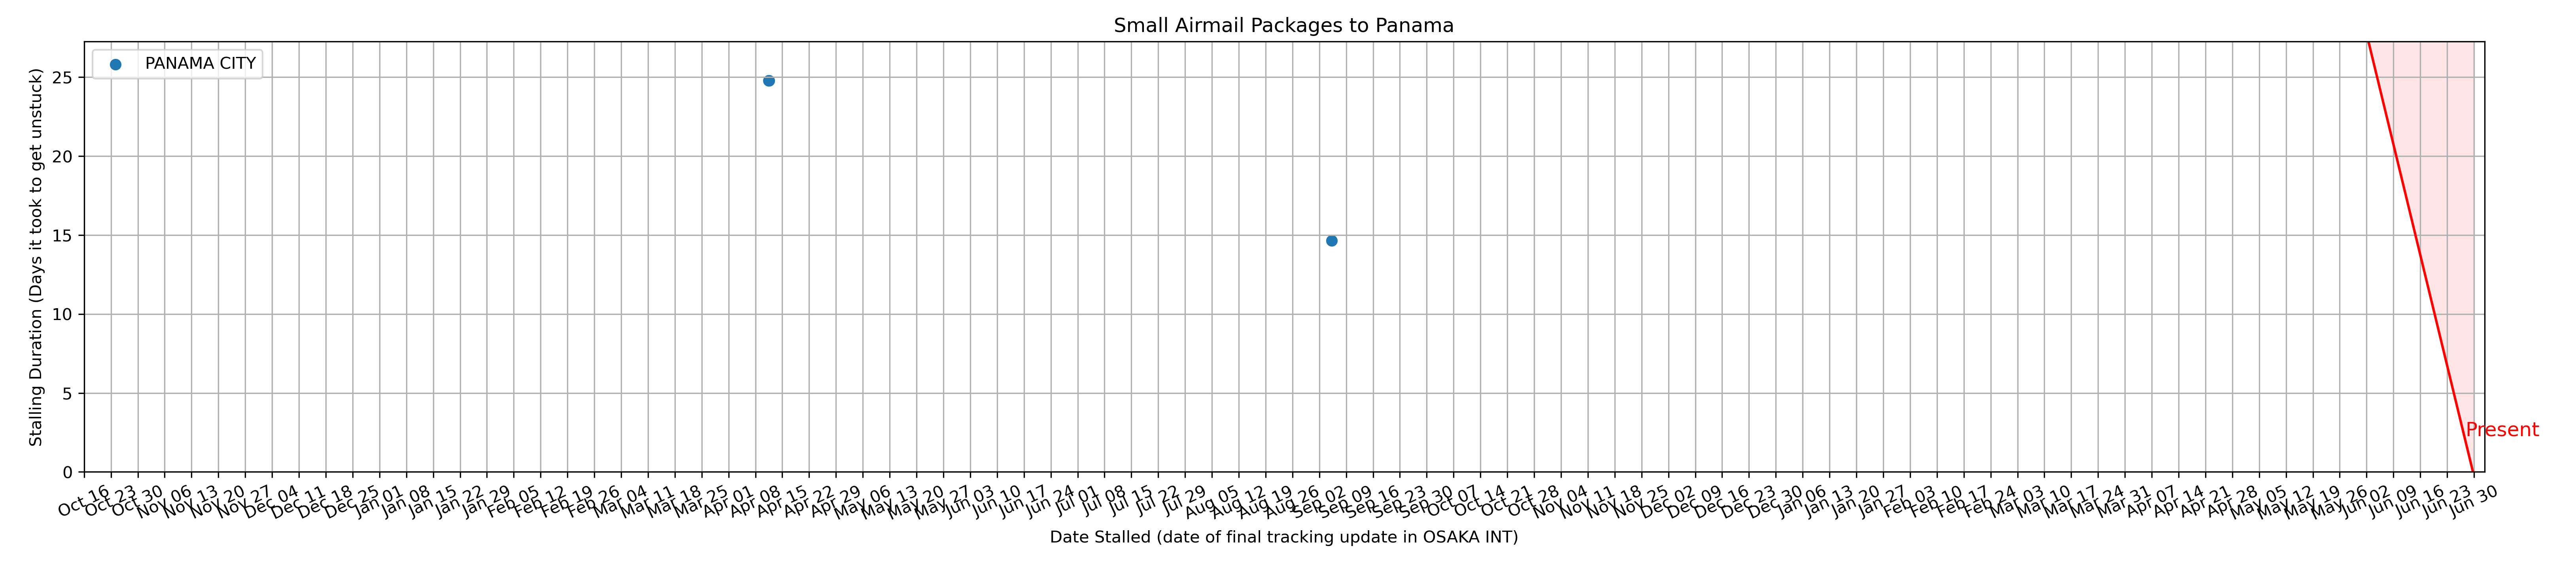 Small Airmail Packages to Panama
PANAMA CITY
Stalling Duration (Days it took to get unstuck)
25
20
15
10
5
0
Present
Oct 16 Oct 23 Oct 30 Nov 06 Nov 13 Nov 20 Nov 27 Dec 04 Dec 11 Dec 18 Dec 25 Jan 01 Jan 08 Jan 15 Jan 22 Jan 29 Feb 05 Feb 12 Feb 19 Feb 26 Mar 04 Mar 11 Mar 18 Mar 25 Apr 01 Apr 08 Apr 15 Apr 22 Apr 29 May 06 May 13 May 20 May 27 Jun 03 Jun 10 Jun 17 Jun 24 Jul 01 Jul 08 Jul 15 Jul 22 Jul 29 Aug 05 Aug 12 Aug 19 Aug 26 Sep 02 Sep 09 Sep 16 Sep 23 Sep 30 Oct 07 Oct 14 Oct 21 Oct 28 Nov 04 Nov 11 Nov 18 Nov 25 Dec 02 Dec 09 Dec 16 Dec 23 Dec 30 Jan 06 Jan 13 Jan 20 Jan 27 Feb 03 Feb 10 Feb 17 Feb 24 Mar 03 Mar 10 Mar 17 Mar 24 Mar 31 Apr 07 Apr 14 Apr 21 Apr 28 May 05 May 12 May 19 May 26 Jun 02 Jun 09 Jun 16 Jun 23 Jun 30
Date Stalled (date of final tracking update in OSAKA INT)